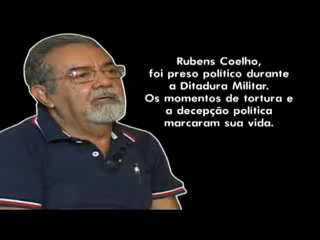 Rubens Coelho,
foi preso político durante
a Ditadura Militar.
Os momentos de tortura e
a decepção política
marcaram sua vida.